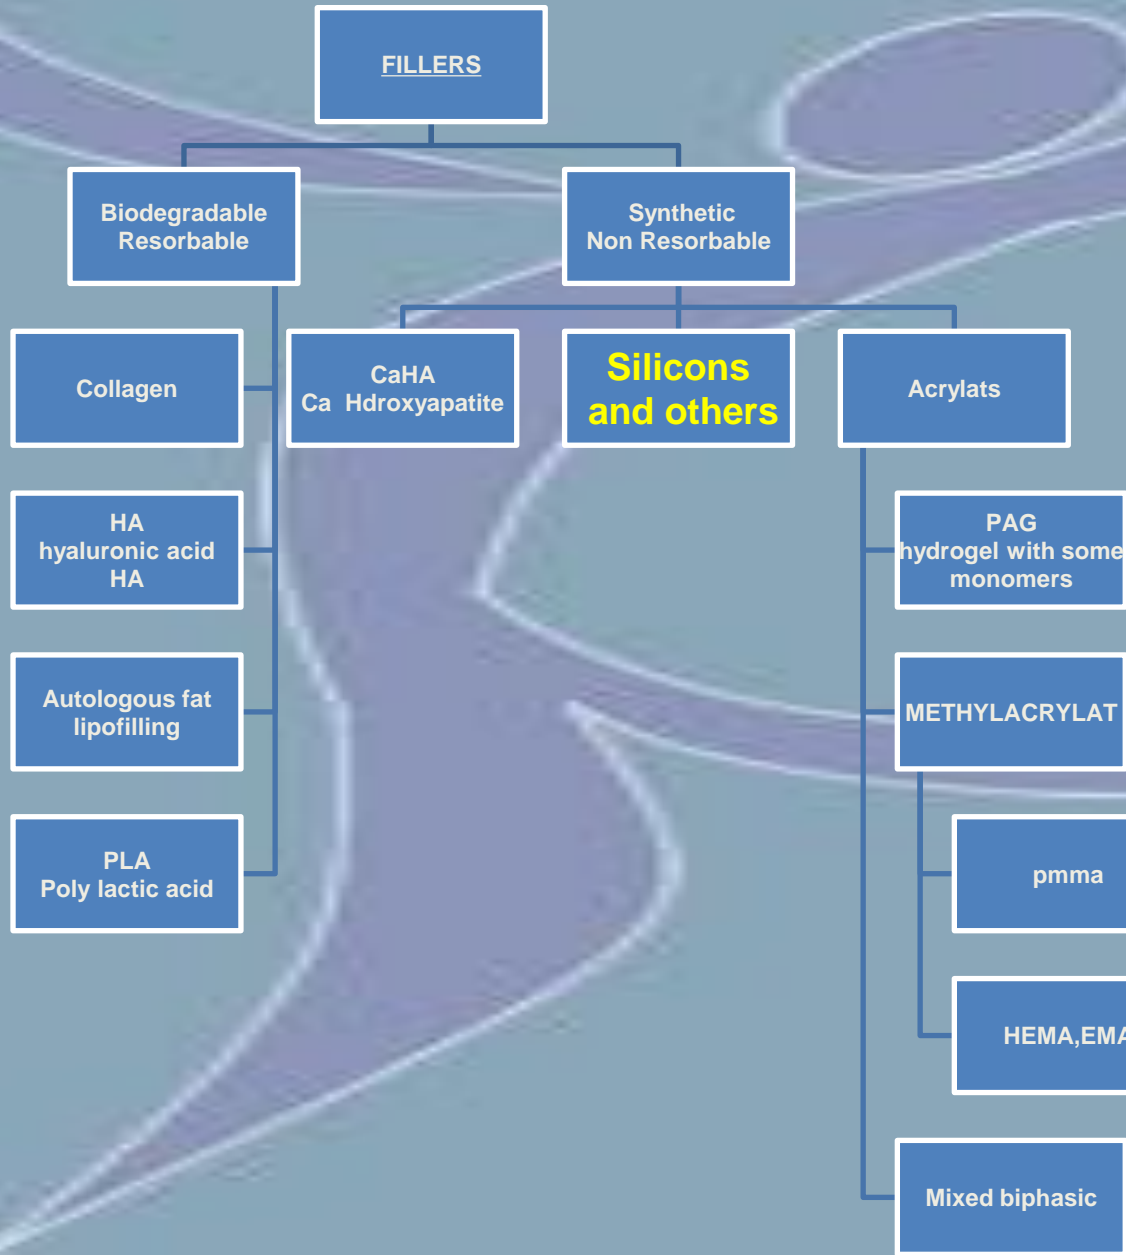 FILLERS
Biodegradable
Resorbable
Synthetic
Non Resorbable
Collagen
CaHA
Ca Hdroxyapatite
Silicons
and others
Acrylats
HA
hyaluronic acid
HA
PAG
hydrogel with some
monomers
Autologous fat
lipofilling
METHYLACRYLAT
PLA
Poly lactic acid
pmma
HEMA,EMA
Mixed biphasic